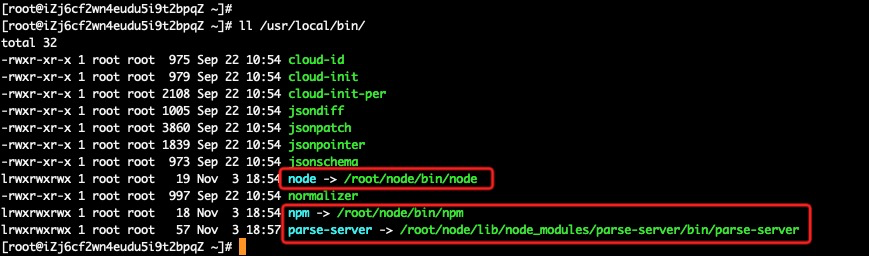 [root@iZj6cf2wn4eudu5i9t2bpqZ ~]#
[root@iZj6cf2wn4eudu5i9t2bpqZ ~]# ll /usr/local/bin/
total 32
-rwxr-xr-x 1 root root  975 Sep 22 10:54 cloud-id
-rwxr-xr-x 1 root root  979 Sep 22 10:54 cloud-init
-rwxr-xr-x 1 root root 2108 Sep 22 10:54 cloud-init-per
-rwxr-xr-x 1 root root 1005 Sep 22 10:54 jsondiff
-rwxr-xr-x 1 root root 3860 Sep 22 10:54 jsonpatch
-rwxr-xr-x 1 root root 1839 Sep 22 10:54 jsonpointer
-rwxr-xr-x 1 root root  973 Sep 22 10:54 jsonschema
lrwxrwxrwx 1 root root   19 Nov  3 18:54 node -> /root/node/bin/node
-rwxr-xr-x 1 root root  997 Sep 22 10:54 normalizer
lrwxrwxrwx 1 root root   18 Nov  3 18:54 npm -> /root/node/bin/npm
lrwxrwxrwx 1 root root   57 Nov  3 18:57 parse-server -> /root/node/lib/node_modules/parse-server/bin/parse-server
[root@iZj6cf2wn4eudu5i9t2bpqZ ~]#